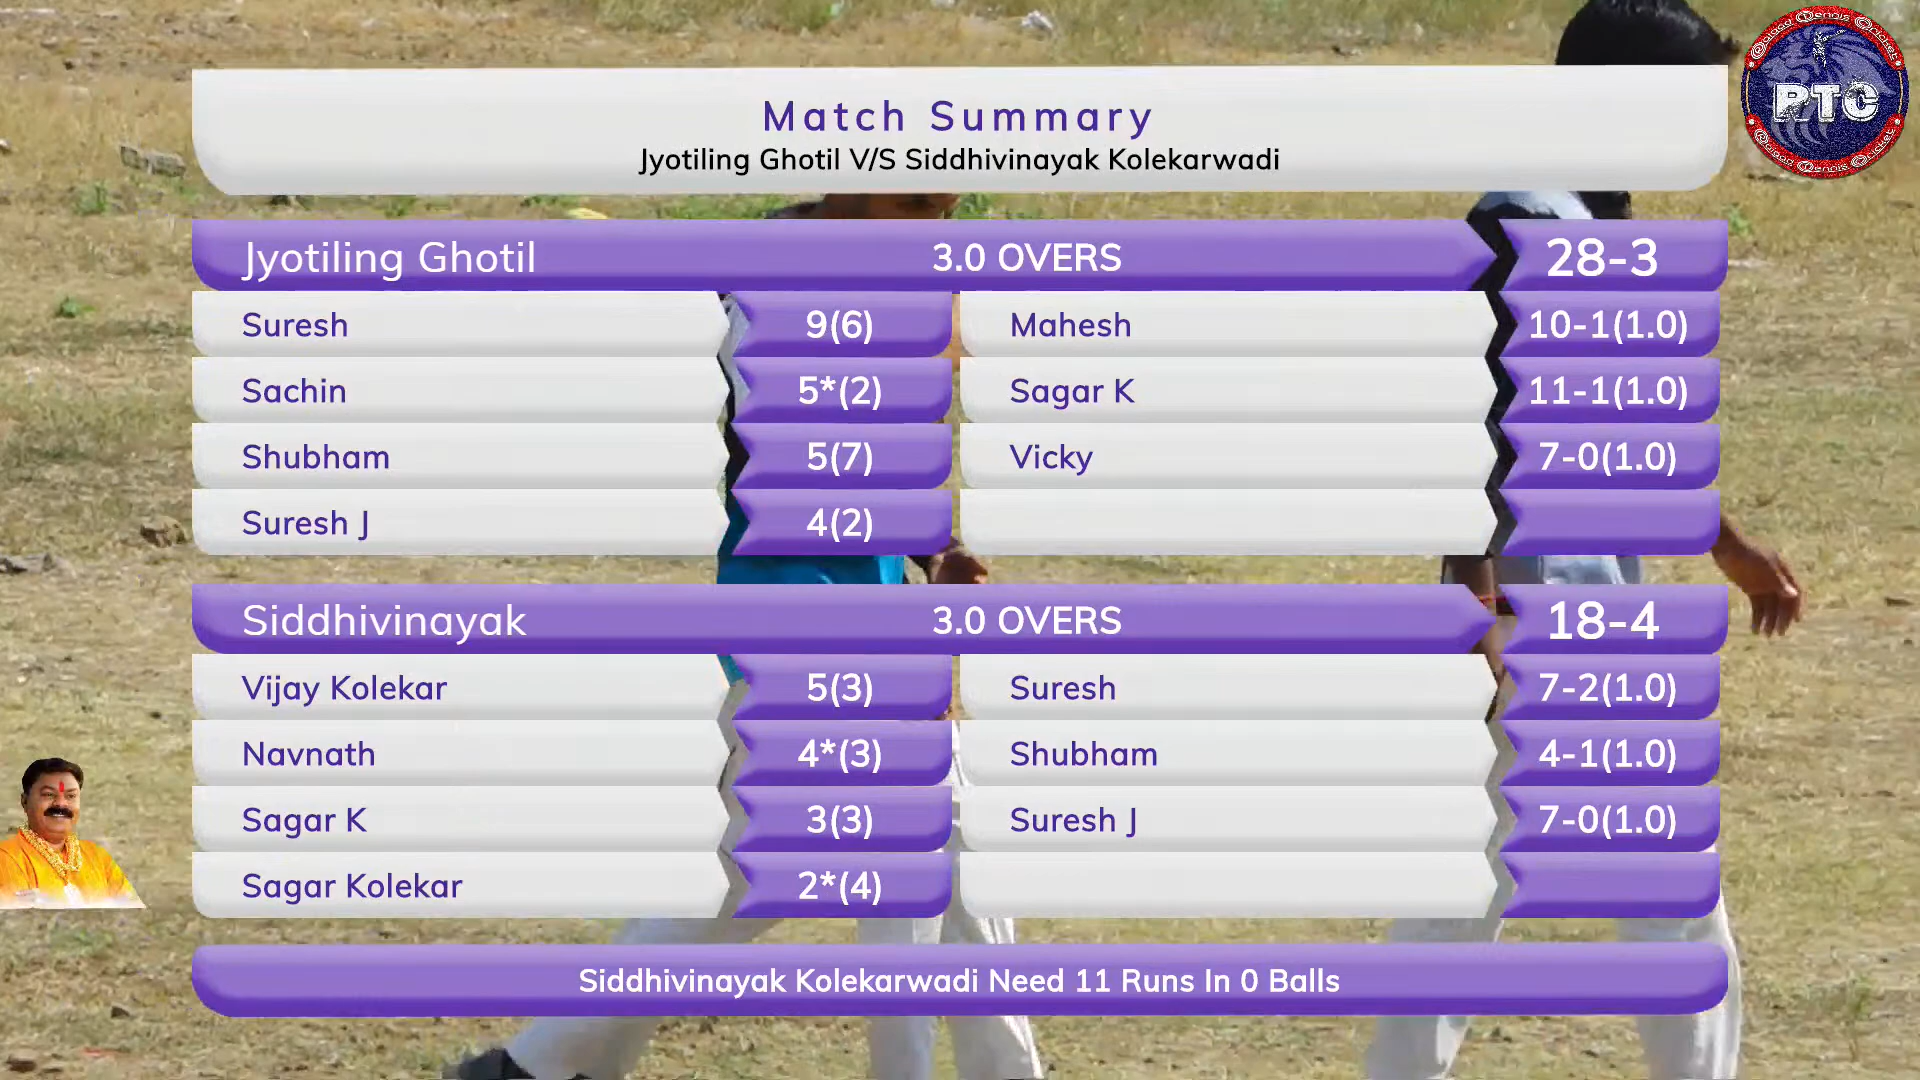 Match Summary
Jyotiling Ghotil V/S Siddhivinayak Kolekarwadi
PTC
Jyotiling Ghotil 3.0 OVERS 28-3
Suresh 9(6) Mahesh 10-1(1.0)
Sachin 5*(2) Sagar K 11-1(1.0)
Shubham 5(7) Vicky 7-0(1.0)
Suresh J 4(2)
Siddhivinayak 3.0 OVERS 18-4
Vijay Kolekar 5(3) Suresh 7-2(1.0)
Navnath 4*(3) Shubham 4-1(1.0)
Sagar K 3(3) Suresh J 7-0(1.0)
Sagar Kolekar 2*(4)
Siddhivinayak Kolekarwadi Need 11 Runs In 0 Balls